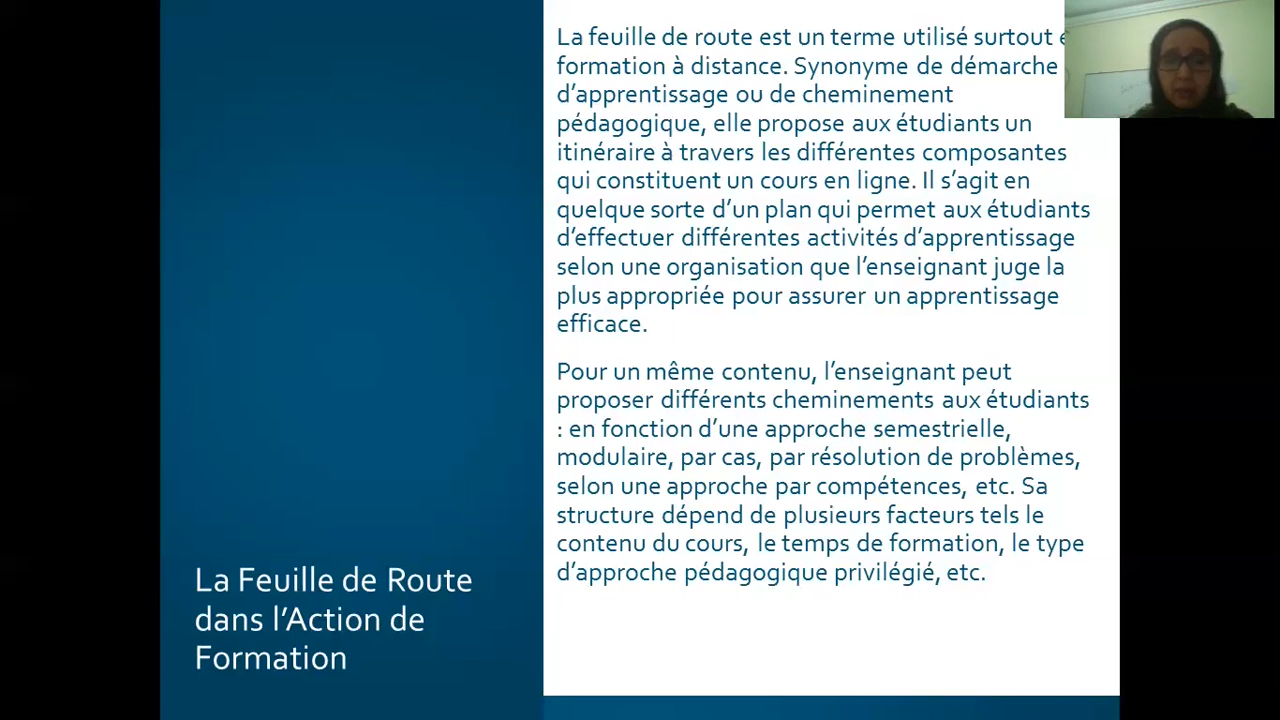 La feuille de route est un terme utilisé surtout
formation à distance. Synonyme de démarche
d’apprentissage ou de cheminement
pédagogique, elle propose aux étudiants un
itinéraire à travers les différentes composantes
qui constituent un cours en ligne. Il s’agit en
quelque sorte d’un plan qui permet aux étudiants
d’effectuer différentes activités d’apprentissage
selon une organisation que l’enseignant juge la
plus appropriée pour assurer un apprentissage
efficace.
Pour un même contenu, l’enseignant peut
proposer différents cheminements aux étudiants
: en fonction d’une approche semestrielle,
modulaire, par cas, par résolution de problèmes,
selon une approche par compétences, etc. Sa
structure dépend de plusieurs facteurs tels le
contenu du cours, le temps de formation, le type
d’approche pédagogique privilégié, etc.
La Feuille de Route
dans l’Action de
Formation